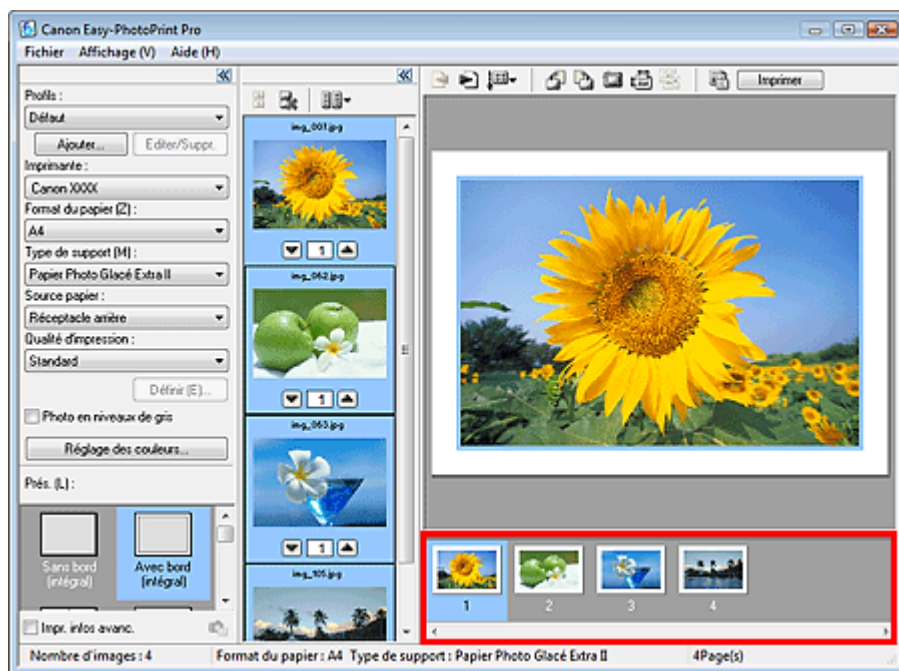 Canon Easy-PhotoPrint Pro
Fichier Affichage (V) Aide (H)
Profils :
Défaut
Ajouter... Editer/Suppr.
Imprimante :
Canon XXXX
Format du papier (Z) :
A4
Type de support (M) :
Papier Photo Glacé Extra II
Source papier :
Réceptacle arrière
Qualité d'impression :
Standard
Définir (E)...
Photo en niveaux de gris
Réglage des couleurs...
Prés. (L) :
Sans bord (intégral)
Avec bord (intégral)
Impr. infos avanc.
img_001.jpg
1
img_062.jpg
1
img_063.jpg
1
img_105.jpg
Imprimer
1 2 3 4
Nombre d'images : 4 Format du papier : A4 Type de support : Papier Photo Glacé Extra II 4Page(s)